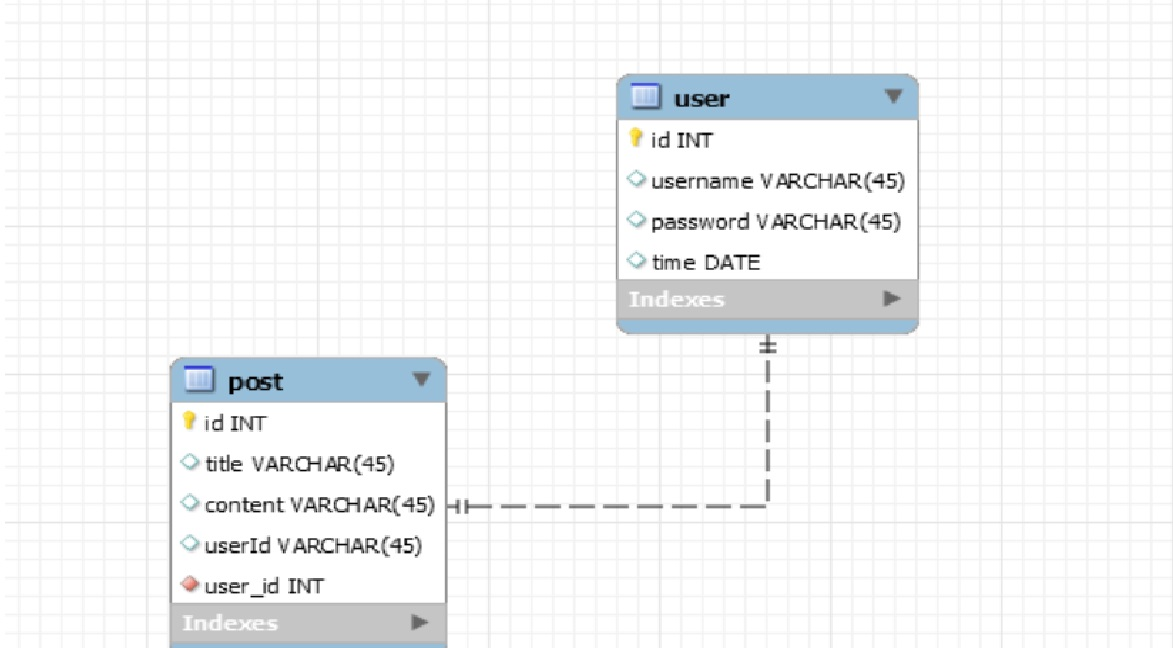 user
id INT
username VARCHAR(45)
password VARCHAR(45)
time DATE
Indexes
post
id INT
title VARCHAR(45)
content VARCHAR(45)
userId VARCHAR(45)
user_id INT
Indexes